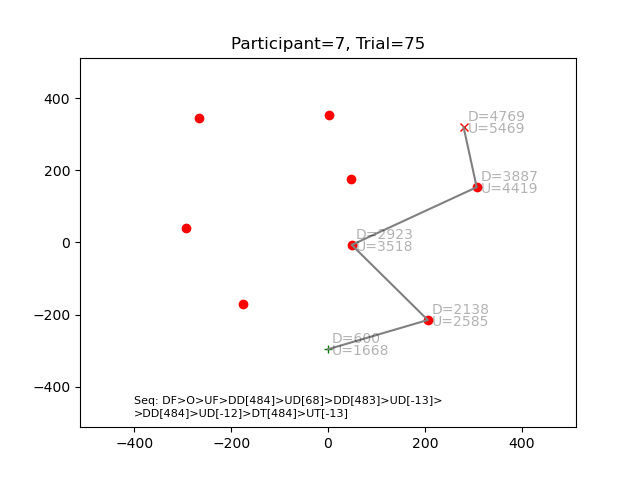 Participant=7, Trial=75
400
200
0
−200
−400
D=4769
U=5469
D=3887
U=4419
D=2923
U=3518
D=2138
U=2585
D=600
U=1668
Seq: DF>O>UF>DD[484]>UD[68]>DD[483]>UD[-13]>
>DD[484]>UD[-12]>DT[484]>UT[-13]
−400 −200 0 200 400